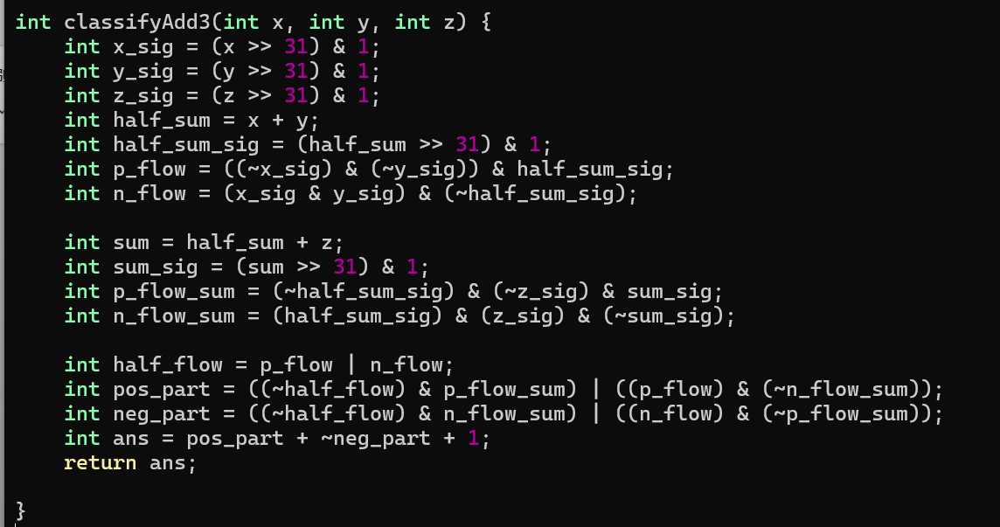 int classifyAdd3(int x, int y, int z) {
    int x_sig = (x >> 31) & 1;
    int y_sig = (y >> 31) & 1;
    int z_sig = (z >> 31) & 1;
    int half_sum = x + y;
    int half_sum_sig = (half_sum >> 31) & 1;
    int p_flow = ((~x_sig) & (~y_sig)) & half_sum_sig;
    int n_flow = (x_sig & y_sig) & (~half_sum_sig);

    int sum = half_sum + z;
    int sum_sig = (sum >> 31) & 1;
    int p_flow_sum = (~half_sum_sig) & (~z_sig) & sum_sig;
    int n_flow_sum = (half_sum_sig) & (z_sig) & (~sum_sig);

    int half_flow = p_flow | n_flow;
    int pos_part = ((~half_flow) & p_flow_sum) | ((p_flow) & (~n_flow_sum));
    int neg_part = ((~half_flow) & n_flow_sum) | ((n_flow) & (~p_flow_sum));
    int ans = pos_part + ~neg_part + 1;
    return ans;

}